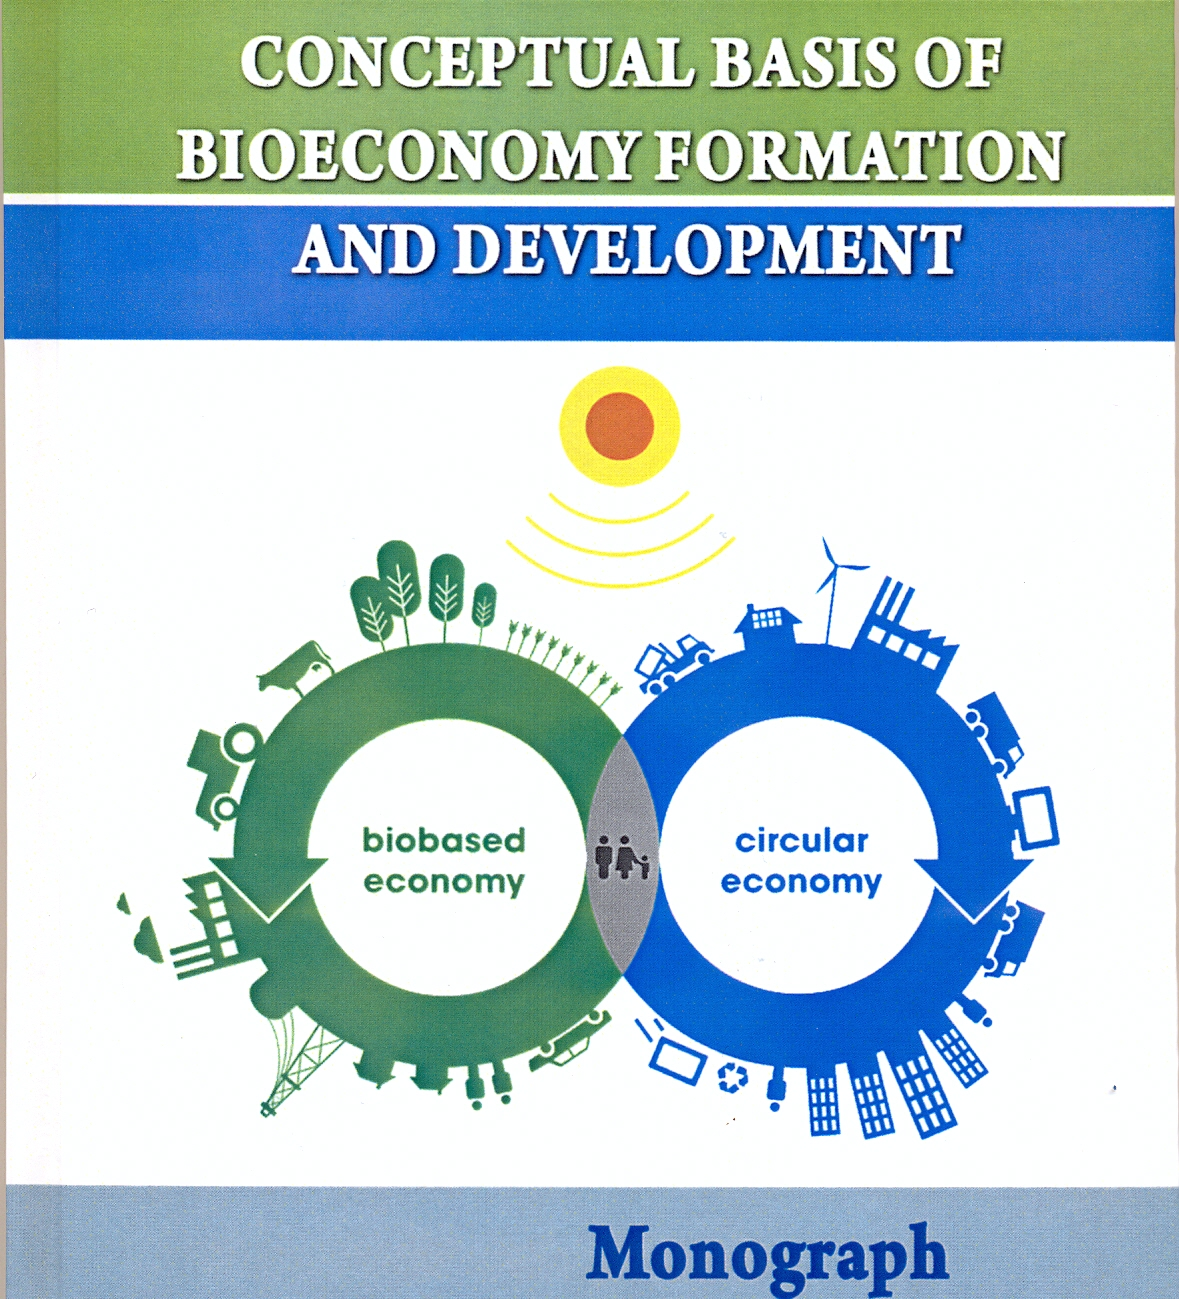 CONCEPTUAL BASIS OF
BIOECONOMY FORMATION
AND DEVELOPMENT
biobased
economy
circular
economy
Monograph